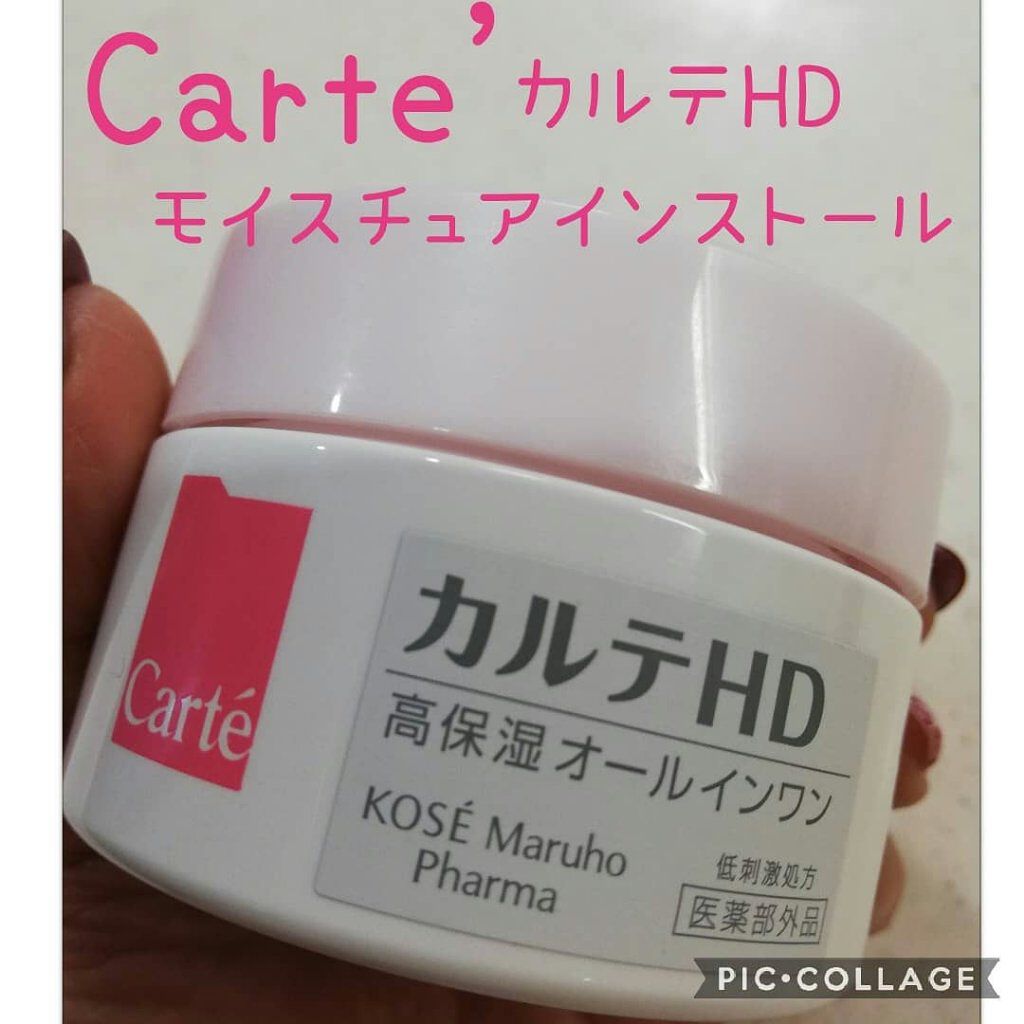 Carte’カルテHD
モイスチュアインストール
Carté
カルテHD
高保湿 オールインワン
KOSÉ Maruho
Pharma
低刺激処方
医薬部外品
PIC•COLLAGE